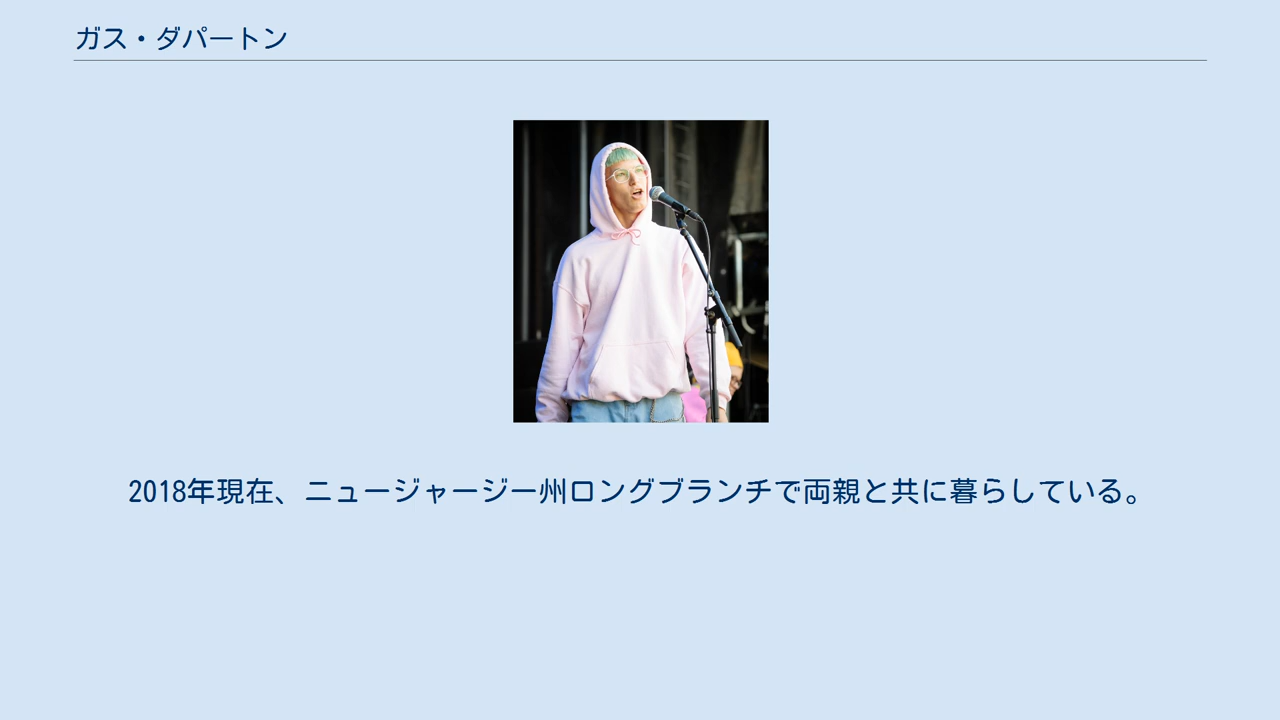 ガス・ダパートン
2018年現在、ニュージャージー州ロングブランチで両親と共に暮らしている。